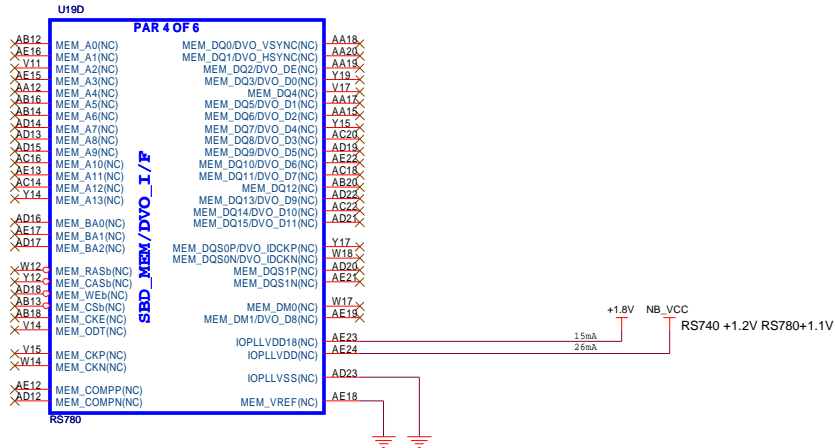 U19D
PAR 4 OF 6
AB12 MEM_A0(NC) MEM_DQ0/DVO_VSYNC(NC) AA18
AE16 MEM_A1(NC) MEM_DQ1/DVO_HSYNC(NC) AA20
V11 MEM_A2(NC) MEM_DQ2/DVO_DE(NC) AA19
AE15 MEM_A3(NC) MEM_DQ3/DVO_D0(NC) Y19
AA12 MEM_A4(NC) MEM_DQ4(NC) V17
AB16 MEM_A5(NC) MEM_DQ5/DVO_D1(NC) AA17
AB14 MEM_A6(NC) MEM_DQ6/DVO_D2(NC) AA15
AD14 MEM_A7(NC) MEM_DQ7/DVO_D4(NC) Y15
AD13 MEM_A8(NC) MEM_DQ8/DVO_D3(NC) AC20
AD15 MEM_A9(NC) MEM_DQ9/DVO_D5(NC) AD19
AC16 MEM_A10(NC) MEM_DQ10/DVO_D6(NC) AE22
AE13 MEM_A11(NC) MEM_DQ11/DVO_D7(NC) AC18
AC14 MEM_A12(NC) MEM_DQ12(NC) AB20
Y14 MEM_A13(NC) MEM_DQ13/DVO_D9(NC) AD22
MEM_DQ14/DVO_D10(NC) AC22
AD16 MEM_BA0(NC) MEM_DQ15/DVO_D11(NC) AD21
AE17 MEM_BA1(NC)
AD17 MEM_BA2(NC) MEM_DQS0P/DVO_IDCKP(NC) Y17
MEM_DQS0N/DVO_IDCKN(NC) W18
W12 MEM_RASb(NC) MEM_DQS1P(NC) AD20
Y12 MEM_CASb(NC) MEM_DQS1N(NC) AE21
AD18 MEM_WEb(NC)
AB13 MEM_CSb(NC) MEM_DM0(NC) W17
AB18 MEM_CKE(NC) MEM_DM1/DVO_D8(NC) AE19
V14 MEM_ODT(NC)
SBD_MEM/DVO_I/F
+1.8V NB_VCC
RS740 +1.2V RS780+1.1V
IOPLLVDD18(NC) AE23 15mA
V15 MEM_CKP(NC) IOPLLVDD(NC) AE24 26mA
W14 MEM_CKN(NC)
IOPLLVSS(NC) AD23
AE12 MEM_COMPP(NC)
AD12 MEM_COMPN(NC) MEM_VREF(NC) AE18
RS780